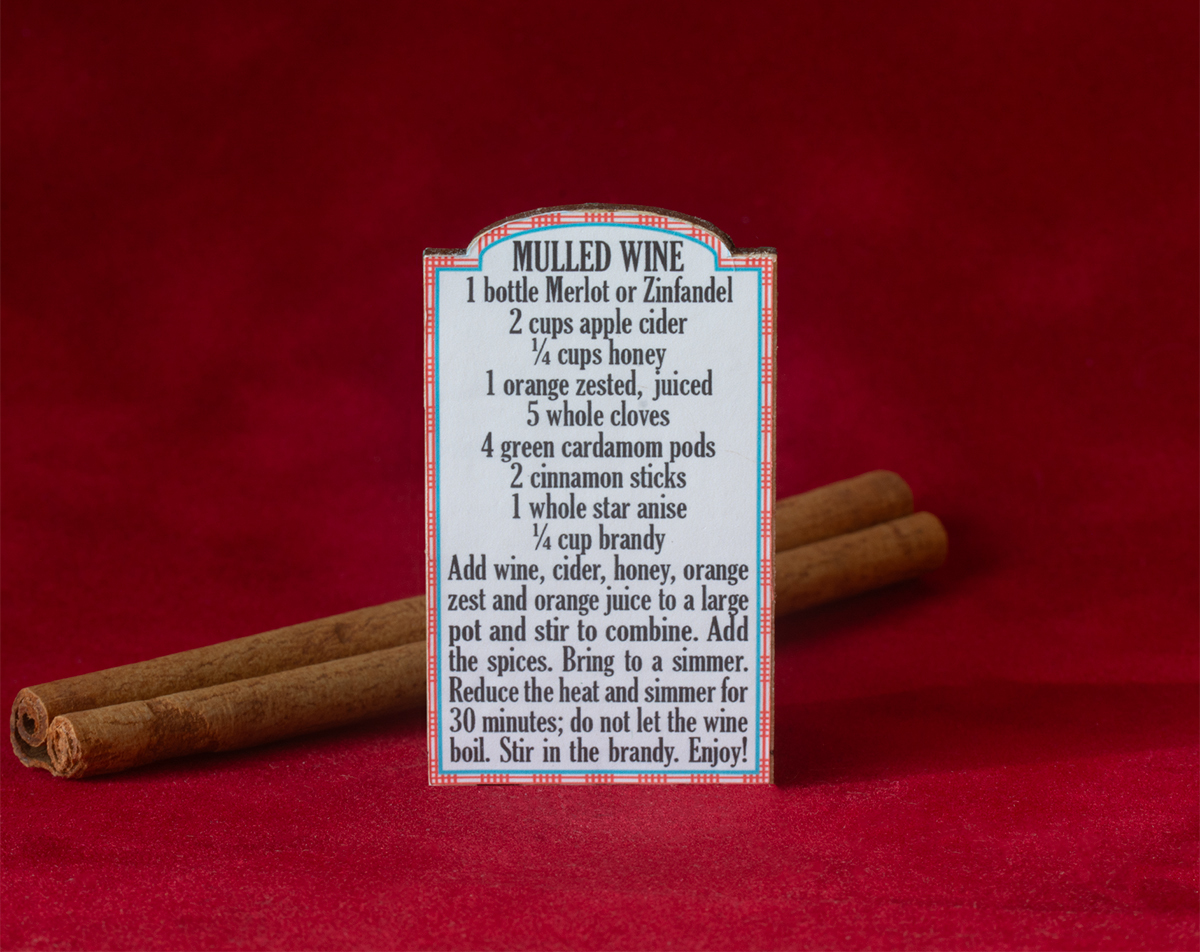 MULLED WINE
1 bottle Merlot or Zinfandel
2 cups apple cider
¼ cups honey
1 orange zested, juiced
5 whole cloves
4 green cardamom pods
2 cinnamon sticks
1 whole star anise
¼ cup brandy
Add wine, cider, honey, orange
zest and orange juice to a large
pot and stir to combine. Add
the spices. Bring to a simmer.
Reduce the heat and simmer for
30 minutes; do not let the wine
boil. Stir in the brandy. Enjoy!